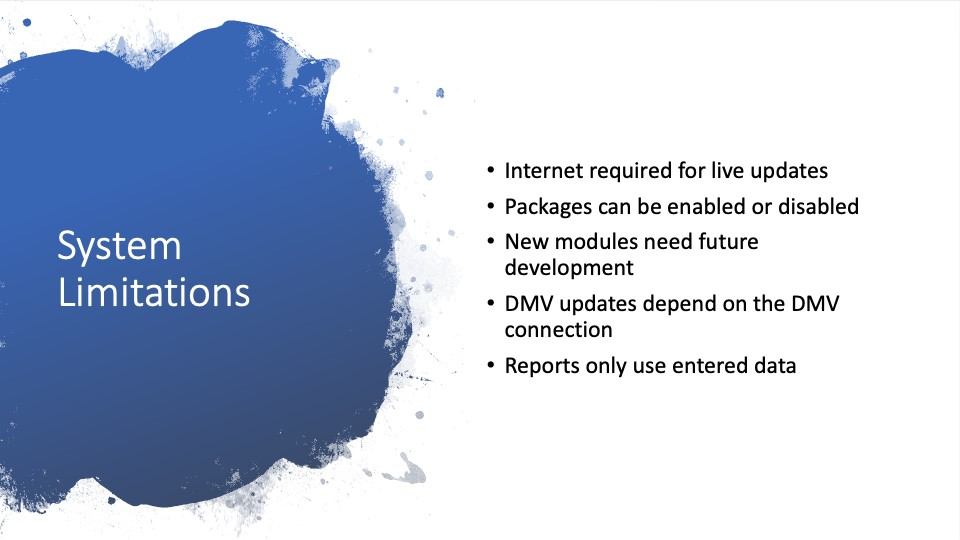 System
Limitations
• Internet required for live updates
• Packages can be enabled or disabled
• New modules need future
development
• DMV updates depend on the DMV
connection
• Reports only use entered data